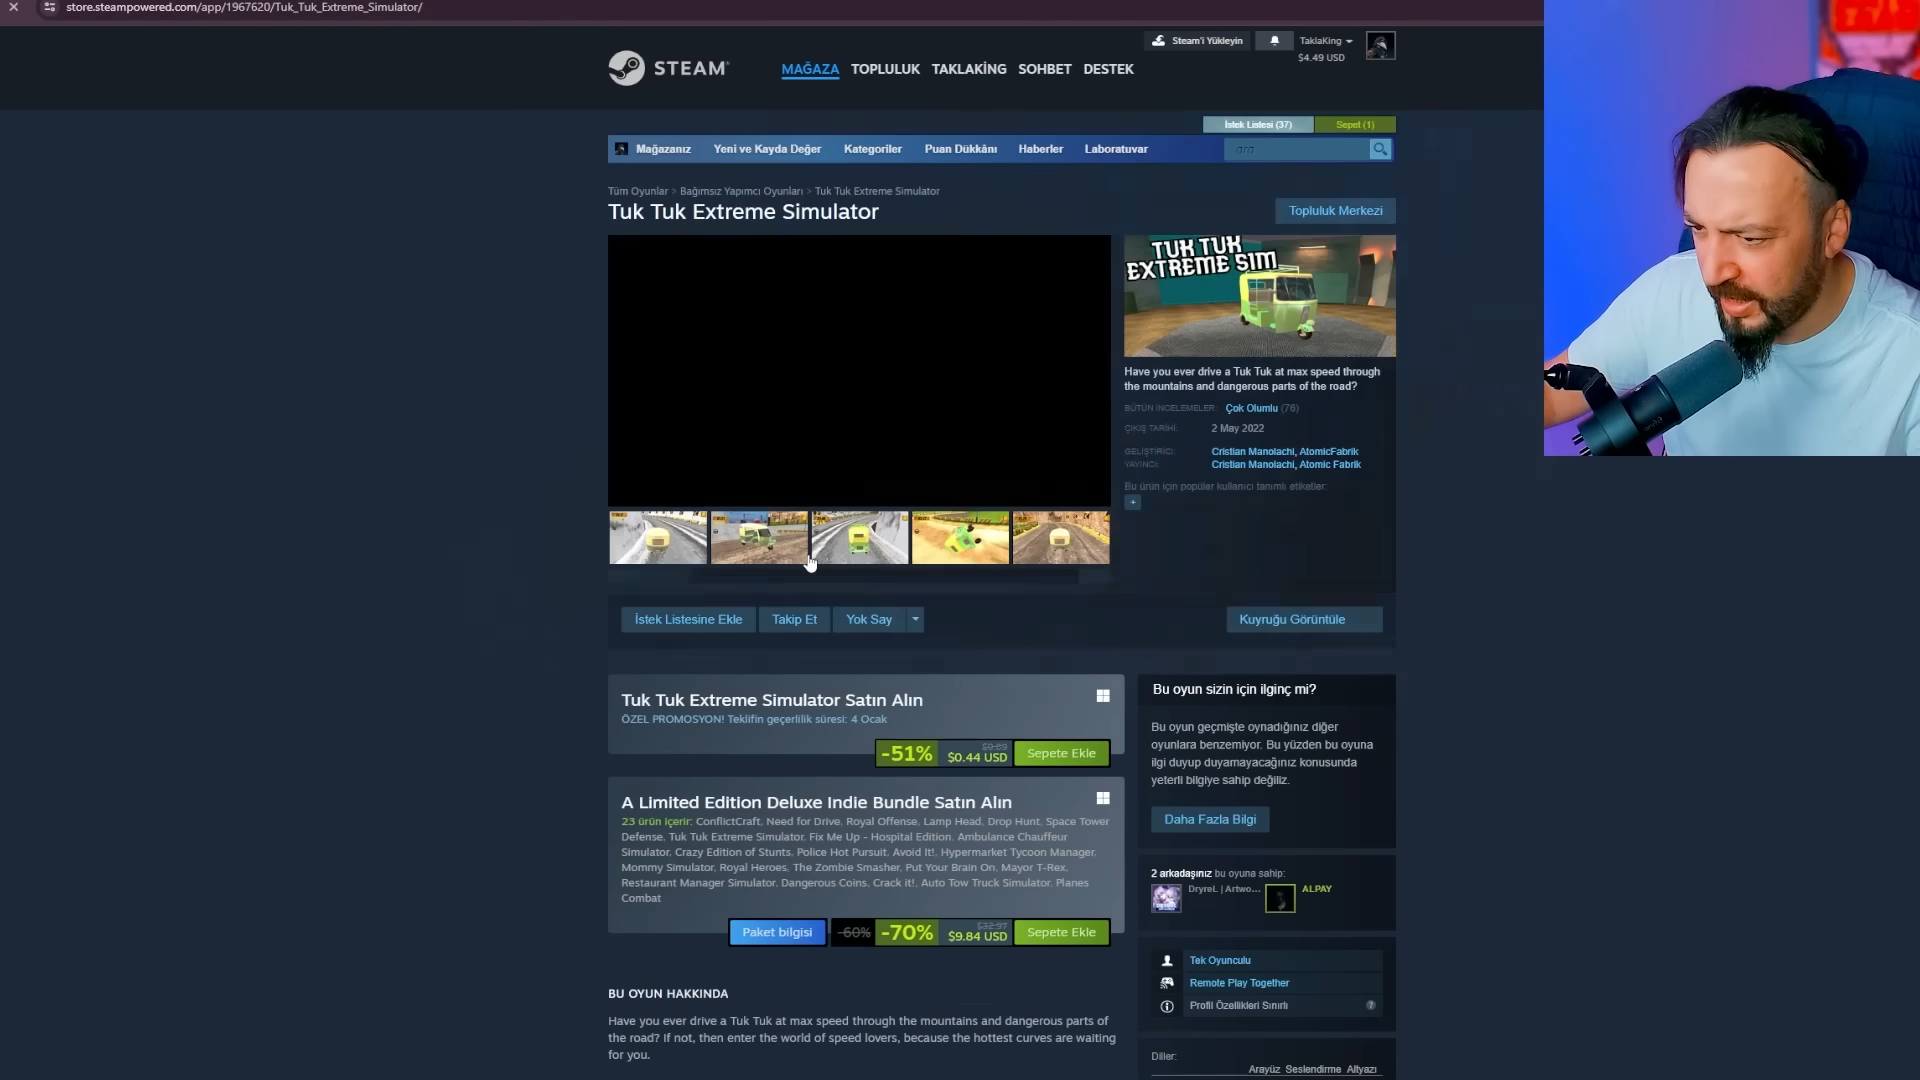 store.steampowered.com/app/1967620/Tuk_Tuk_Extreme_Simulator/
Steam'i Yükleyin
TaklaKing
$4.49 USD
STEAM
MAĞAZA TOPLULUK TAKLAKİNG SOHBET DESTEK
İstek Listesi (37) Sepet (1)
Mağazanız Yeni ve Kayda Değer Kategoriler Puan Dükkânı Haberler Laboratuvar ara
Tüm Oyunlar > Bağımsız Yapımcı Oyunları > Tuk Tuk Extreme Simulator
Tuk Tuk Extreme Simulator
Topluluk Merkezi
TUK TUK
EXTREME SIM
Have you ever drive a Tuk Tuk at max speed through
the mountains and dangerous parts of the road?
BÜTÜN İNCELEMELER: Çok Olumlu (76)
ÇIKIŞ TARİHİ: 2 May 2022
GELİŞTİRİCİ: Cristian Manolachi, AtomicFabrik
YAYINCI: Cristian Manolachi, Atomic Fabrik
Bu ürün için popüler kullanıcı tanımlı etiketler:
+
İstek Listesine Ekle Takip Et Yok Say Kuyruğu Görüntüle
Tuk Tuk Extreme Simulator Satın Alın
ÖZEL PROMOSYON! Teklifin geçerlilik süresi: 4 Ocak
-51% $0.89 $0.44 USD Sepete Ekle
A Limited Edition Deluxe Indie Bundle Satın Alın
23 ürün içerir: ConflictCraft, Need for Drive, Royal Offense, Lamp Head, Drop Hunt, Space Tower
Defense, Tuk Tuk Extreme Simulator, Fix Me Up - Hospital Edition, Ambulance Chauffeur
Simulator, Crazy Edition of Stunts, Police Hot Pursuit, Avoid It!, Hypermarket Tycoon Manager,
Mommy Simulator, Royal Heroes, The Zombie Smasher, Put Your Brain On, Mayor T-Rex,
Restaurant Manager Simulator, Dangerous Coins, Crack it!, Auto Tow Truck Simulator, Planes
Combat
Paket bilgisi -60% -70% $32.97 $9.84 USD Sepete Ekle
BU OYUN HAKKINDA
Have you ever drive a Tuk Tuk at max speed through the mountains and dangerous parts of
the road? If not, then enter the world of speed lovers, because the hottest curves are waiting
for you.
Bu oyun sizin için ilginç mi?
Bu oyun geçmişte oynadığınız diğer
oyunlara benzemiyor. Bu yüzden bu oyuna
ilgi duyup duyamayacağınız konusunda
yeterli bilgiye sahip değiliz.
Daha Fazla Bilgi
2 arkadaşınız bu oyuna sahip:
DryreL | Artwo... ALPAY
Tek Oyunculu
Remote Play Together
Profil Özellikleri Sınırlı ?
Diller:
Arayüz Seslendirme Altyazı